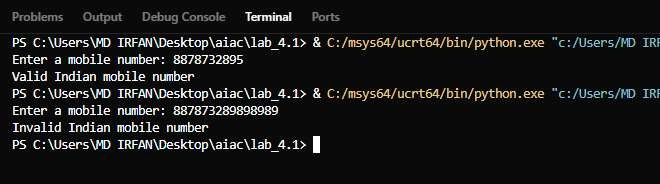 Problems Output Debug Console Terminal Ports
PS C:\Users\MD IRFAN\Desktop\aiac\lab_4.1> & C:/msys64/ucrt64/bin/python.exe "c:/Users/MD IRF
Enter a mobile number: 8878732895
Valid Indian mobile number
PS C:\Users\MD IRFAN\Desktop\aiac\lab_4.1> & C:/msys64/ucrt64/bin/python.exe "c:/Users/MD IRF
Enter a mobile number: 887873289898989
Invalid Indian mobile number
PS C:\Users\MD IRFAN\Desktop\aiac\lab_4.1>